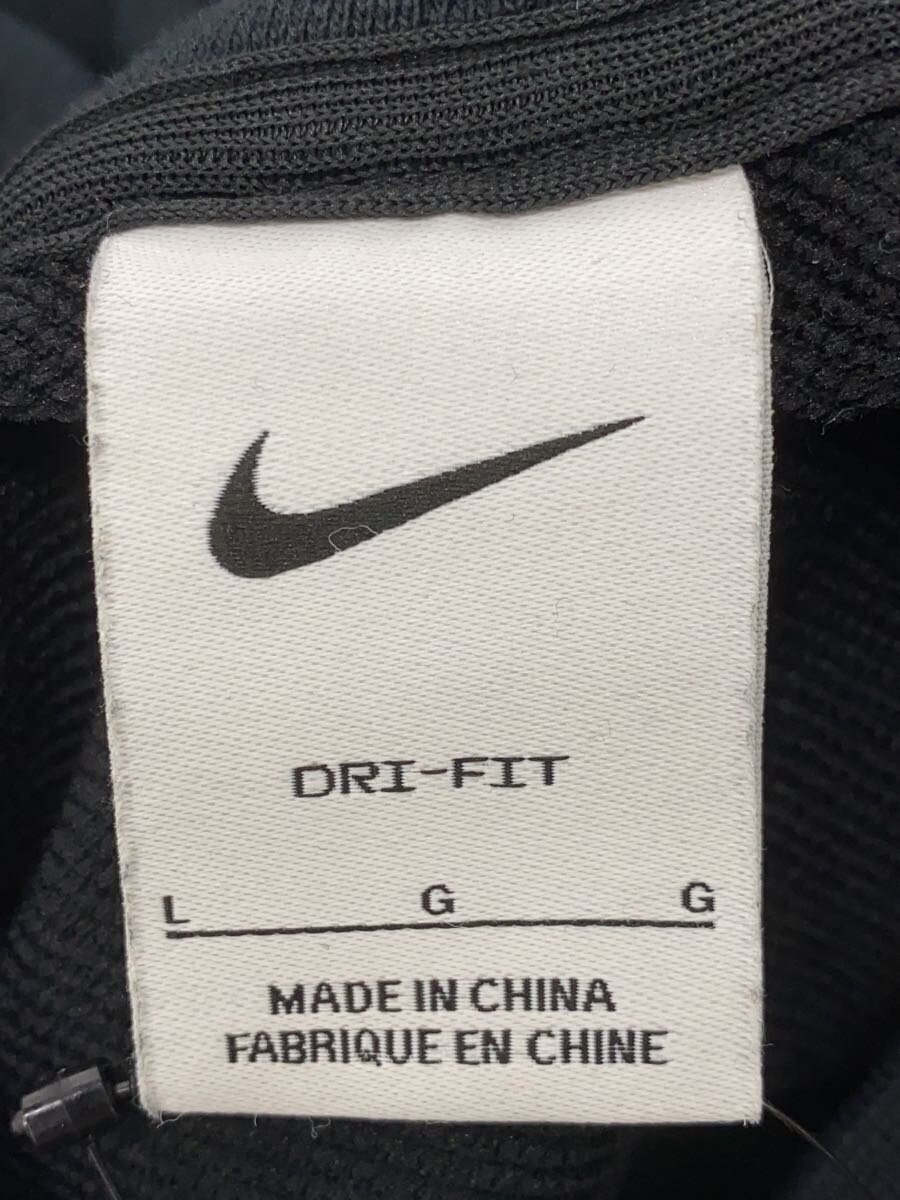 DRI-FIT
L G G
MADE IN CHINA
FABRIQUE EN CHINE